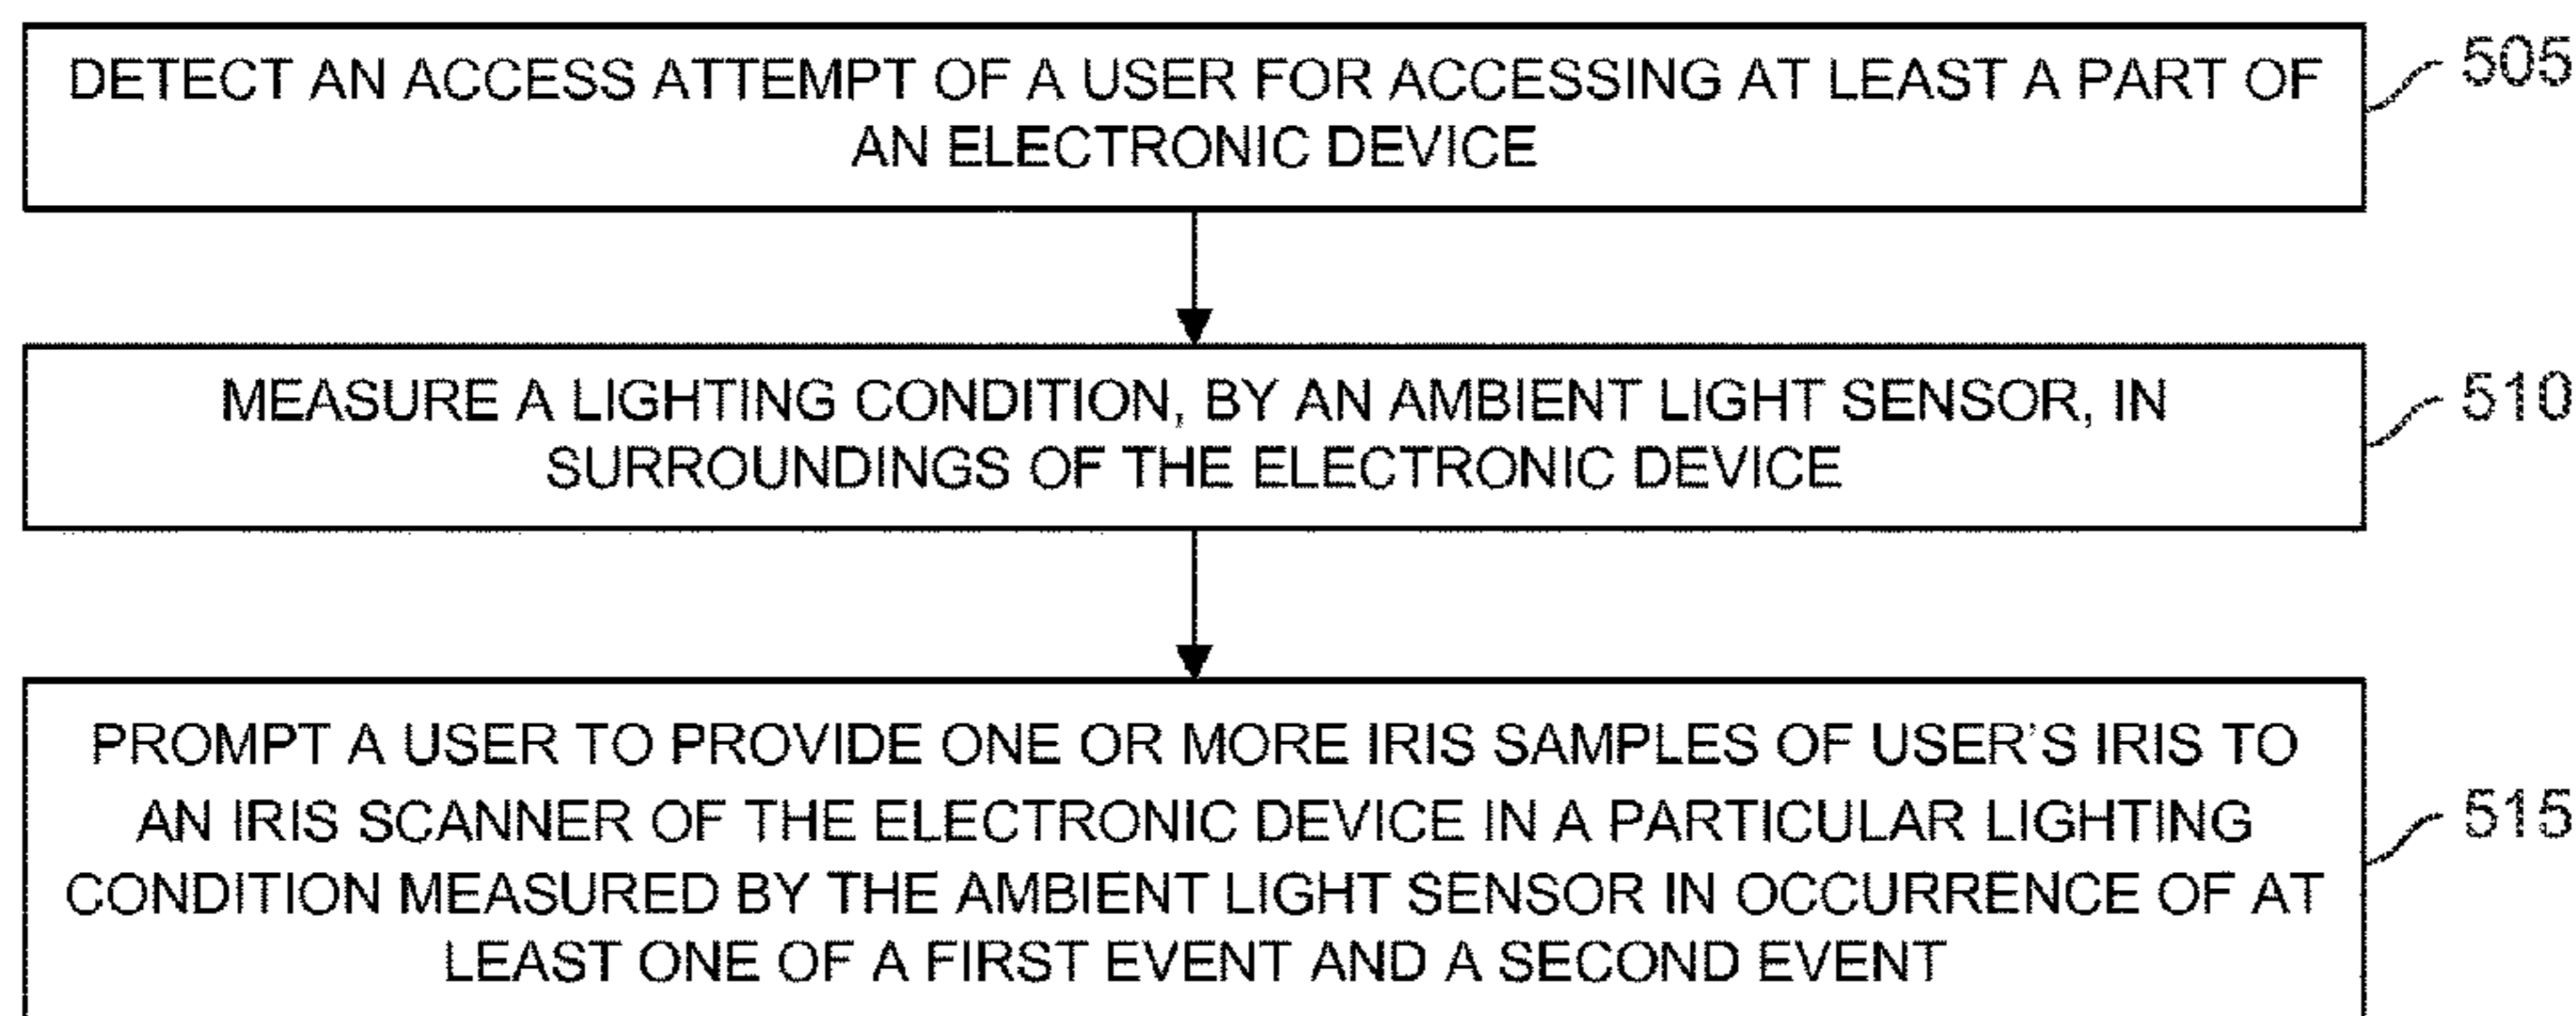 DETECT AN ACCESS ATTEMPT OF A USER FOR ACCESSING AT LEAST A PART OF
AN ELECTRONIC DEVICE
505
MEASURE A LIGHTING CONDITION, BY AN AMBIENT LIGHT SENSOR, IN
SURROUNDINGS OF THE ELECTRONIC DEVICE
510
PROMPT A USER TO PROVIDE ONE OR MORE IRIS SAMPLES OF USER'S IRIS TO
AN IRIS SCANNER OF THE ELECTRONIC DEVICE IN A PARTICULAR LIGHTING
CONDITION MEASURED BY THE AMBIENT LIGHT SENSOR IN OCCURRENCE OF AT
LEAST ONE OF A FIRST EVENT AND A SECOND EVENT
515